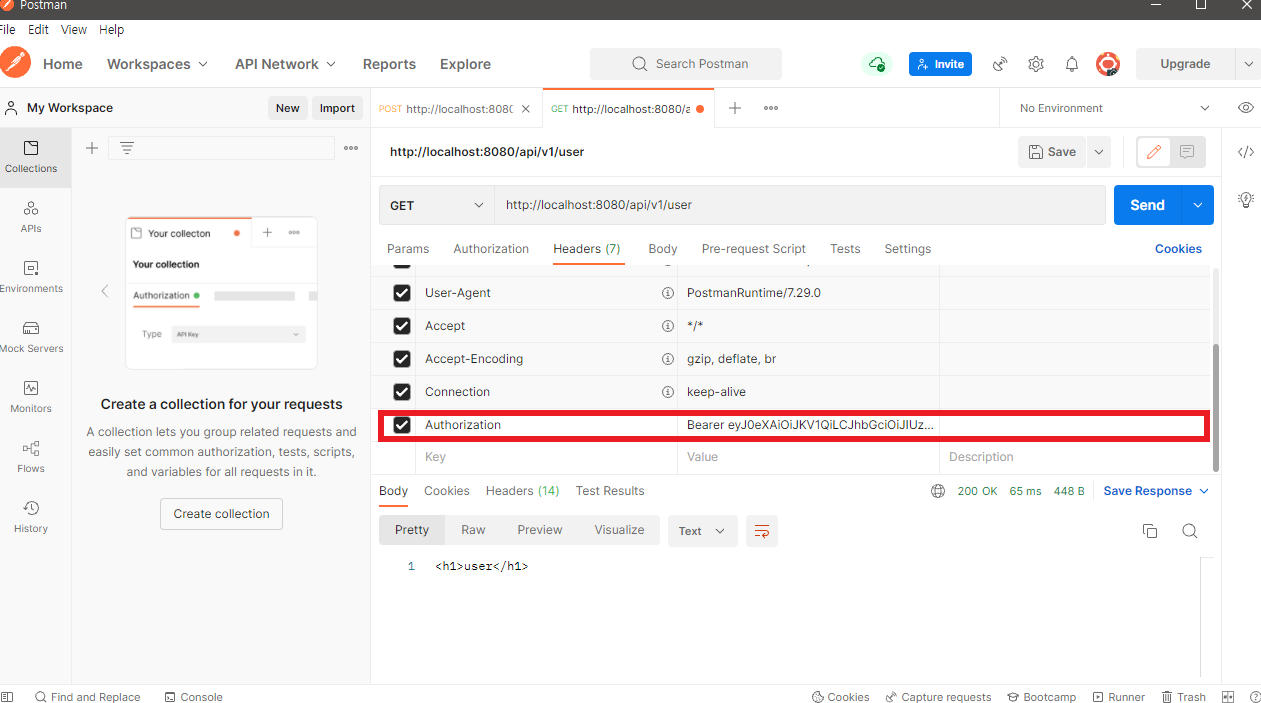 Postman
File Edit View Help
Home Workspaces API Network Reports Explore Search Postman Invite Upgrade
My Workspace New Import POST http://localhost:8080 GET http://localhost:8080/a No Environment
http://localhost:8080/api/v1/user Save
Collections
APIs
Environments
Mock Servers
Monitors
Flows
History
Your collecton
Your collection
Authorization
Type API Key
Create a collection for your requests
A collection lets you group related requests and
easily set common authorization, tests, scripts,
and variables for all requests in it.
Create collection
GET http://localhost:8080/api/v1/user Send
Params Authorization Headers (7) Body Pre-request Script Tests Settings Cookies
User-Agent PostmanRuntime/7.29.0
Accept */*
Accept-Encoding gzip, deflate, br
Connection keep-alive
Authorization Bearer eyJ0eXAiOiJKV1QiLCJhbGciOiJIUz...
Key Value Description
Body Cookies Headers (14) Test Results 200 OK 65 ms 448 B Save Response
Pretty Raw Preview Visualize Text
1 <h1>user</h1>
Find and Replace Console Cookies Capture requests Bootcamp Runner Trash